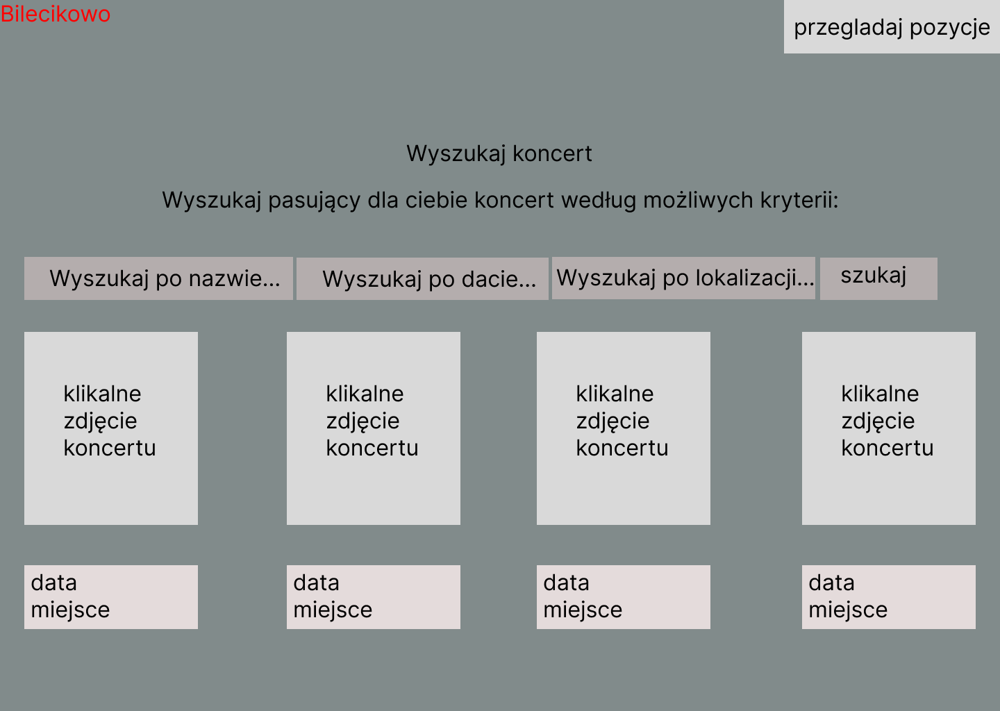 Bilecikowo
przegladaj pozycje
Wyszukaj koncert
Wyszukaj pasujący dla ciebie koncert według możliwych kryterii:
Wyszukaj po nazwie...
Wyszukaj po dacie...
Wyszukaj po lokalizacji...
szukaj
klikalne
zdjęcie
koncertu
klikalne
zdjęcie
koncertu
klikalne
zdjęcie
koncertu
klikalne
zdjęcie
koncertu
data
miejsce
data
miejsce
data
miejsce
data
miejsce